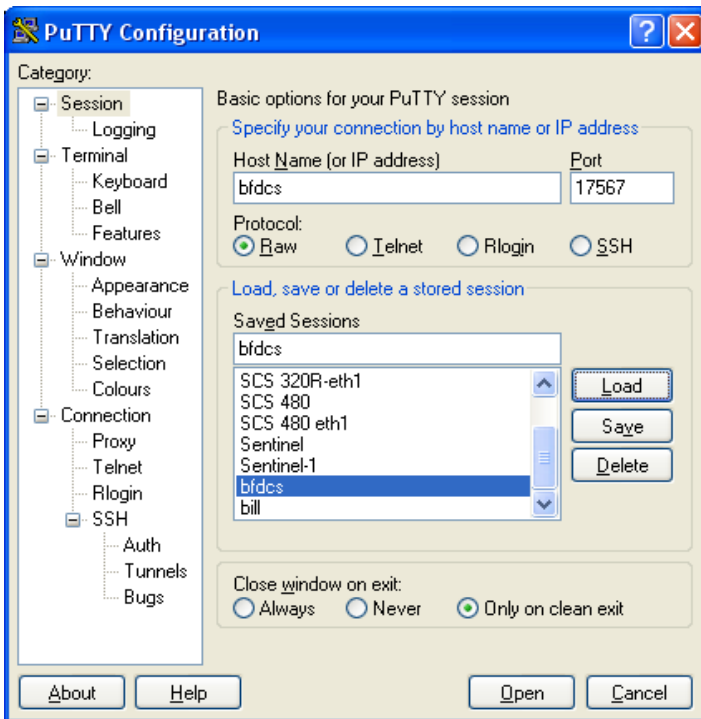 PuTTY Configuration
Category:
Session
Logging
Terminal
Keyboard
Bell
Features
Window
Appearance
Behaviour
Translation
Selection
Colours
Connection
Proxy
Telnet
Rlogin
SSH
Auth
Tunnels
Bugs
Basic options for your PuTTY session
Specify your connection by host name or IP address
Host Name (or IP address) Port
bfdcs 17567
Protocol:
Raw Telnet Rlogin SSH
Load, save or delete a stored session
Saved Sessions
bfdcs
SCS 320R-eth1
SCS 480
SCS 480 eth1
Sentinel
Sentinel-1
bfdcs
bill
Load
Save
Delete
Close window on exit:
Always Never Only on clean exit
About Help Open Cancel